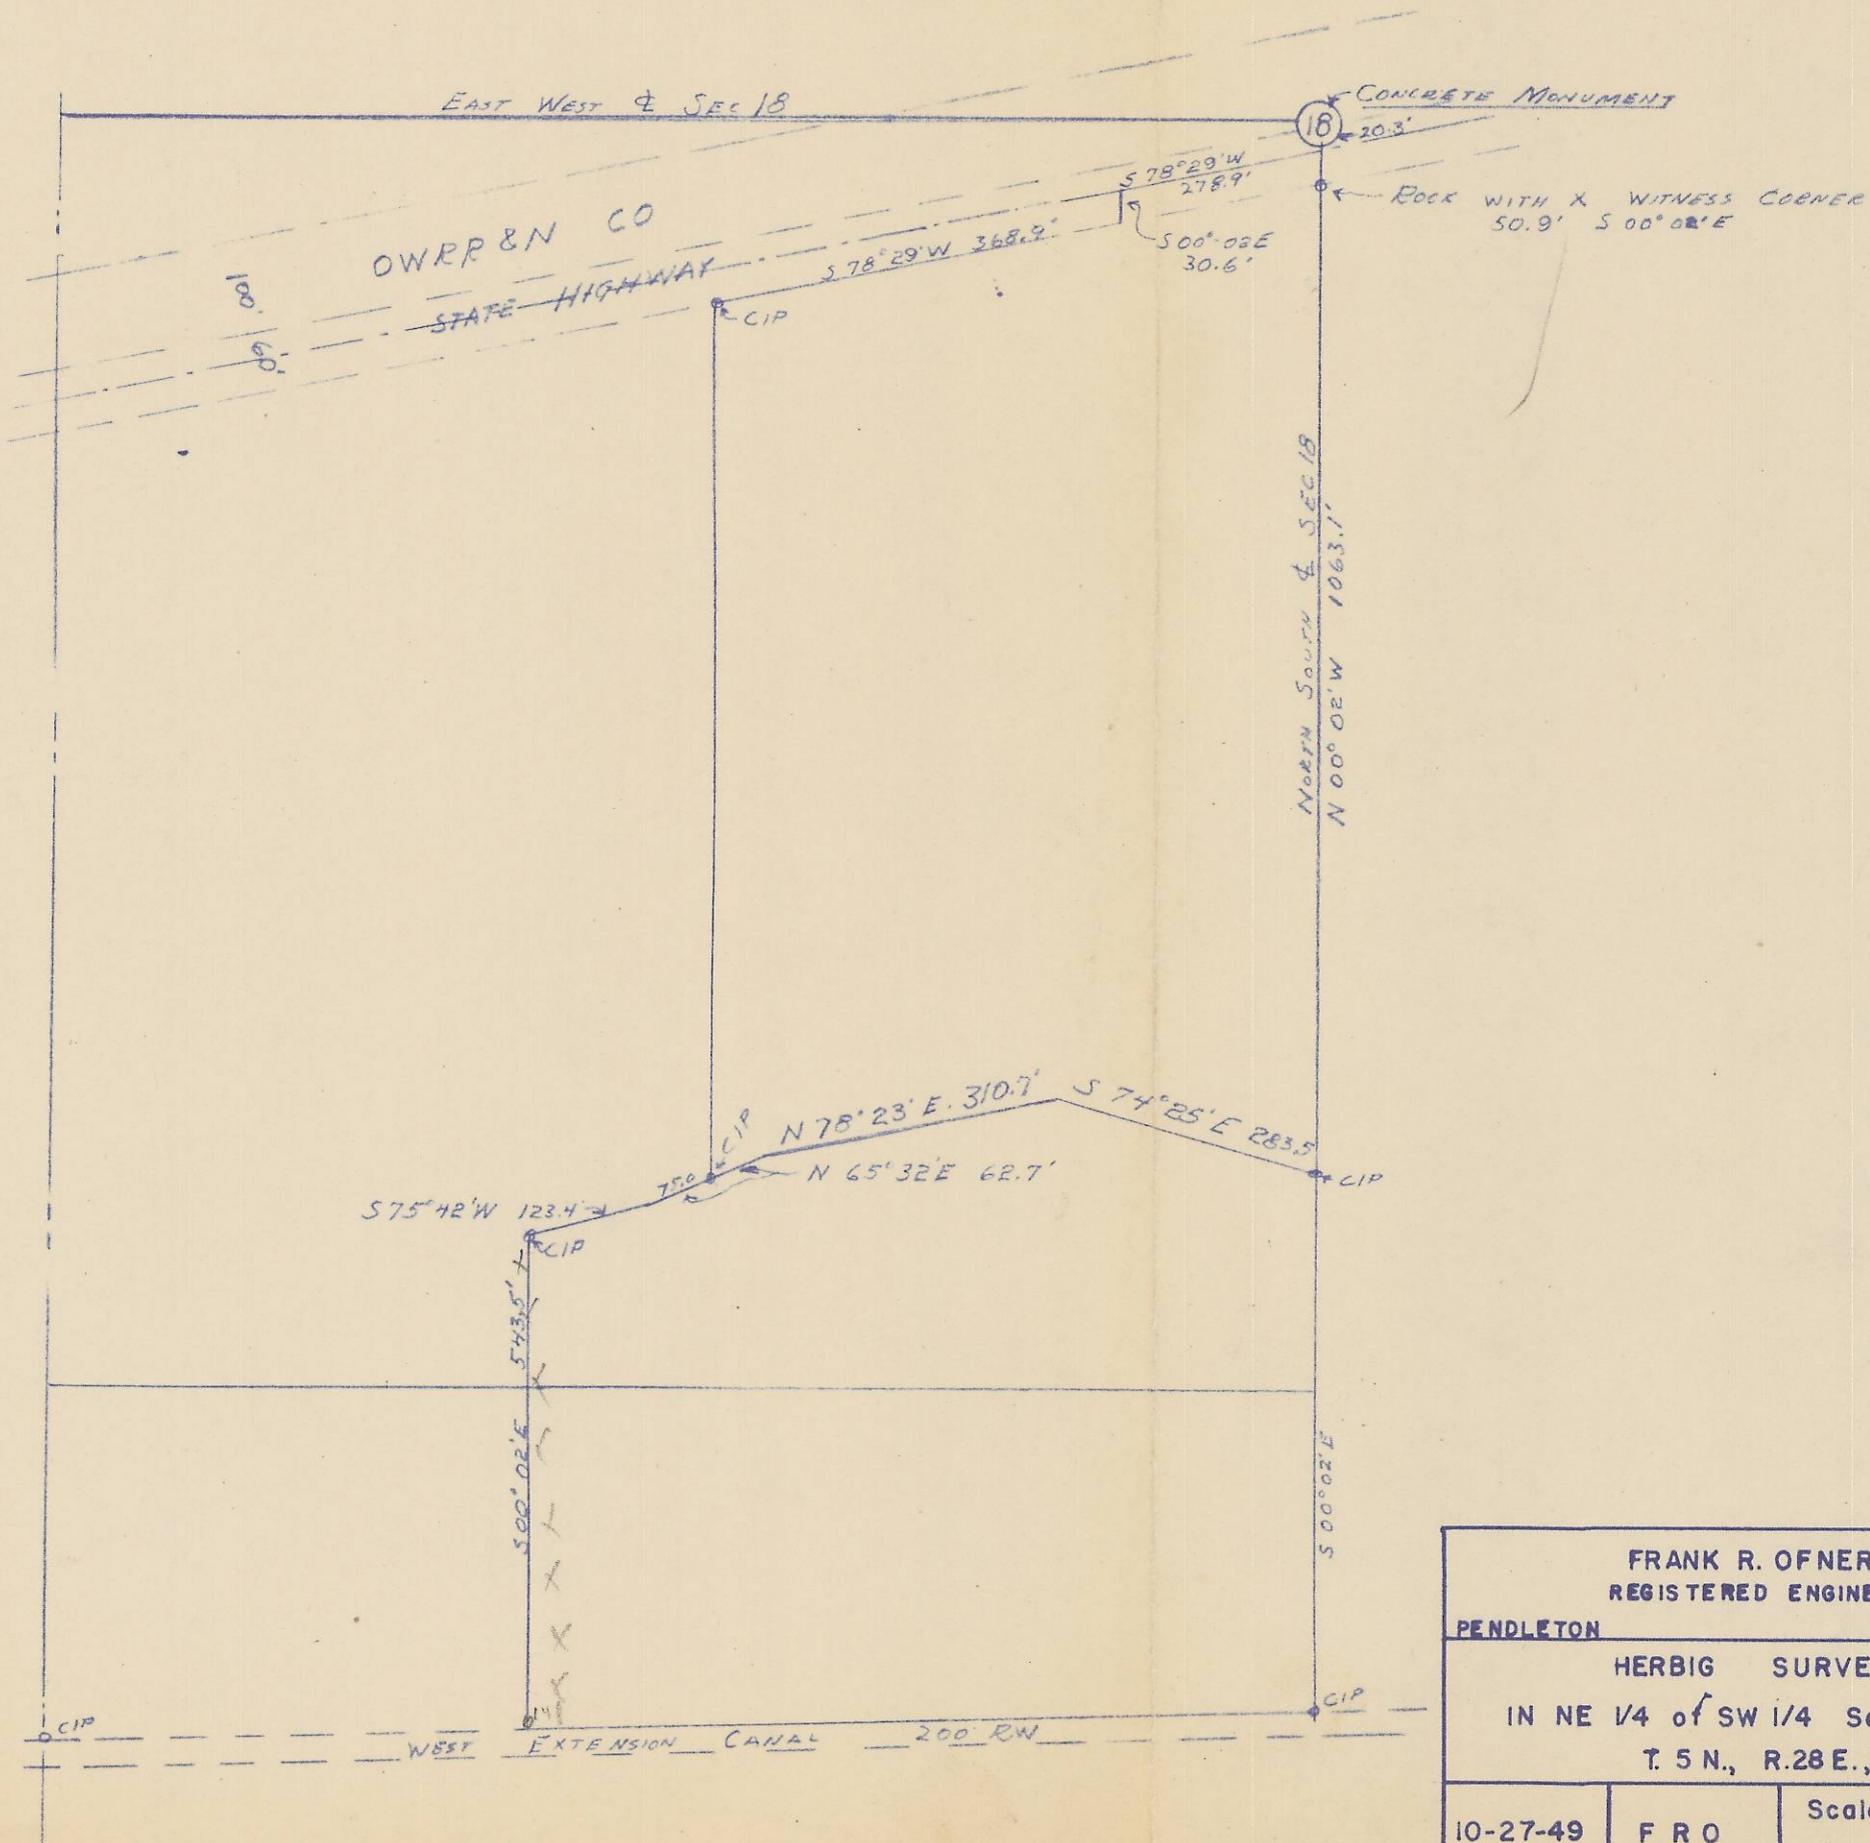 EAST WEST ℄ SEC 18
CONCRETE MONUMENT
18
20.3'
S 78°29'W
278.9'
ROCK WITH X WITNESS CORNER
50.9' S 00°02'E
OWRR&N CO
100'
STATE HIGHWAY
60'
S 78°29'W 368.9'
S 00°-02E
30.6'
CIP
NORTH SOUTH ℄ SEC 18
N 00°02'W 1063.1'
N 78°23'E. 310.7'
S 74°25'E 283.5
CIP
75.0
N 65°32'E 62.7'
CIP
S 75°42'W 123.4'
CIP
S 00°02'E 543.5'
S 00°02'E
CIP
CIP
WEST EXTENSION CANAL 200' RW
FRANK R. OFNER
REGISTERED ENGINE
PENDLETON
HERBIG SURVE
IN NE 1/4 of SW 1/4 Se
T. 5 N., R. 28 E.,
Scale
10-27-49 F R O